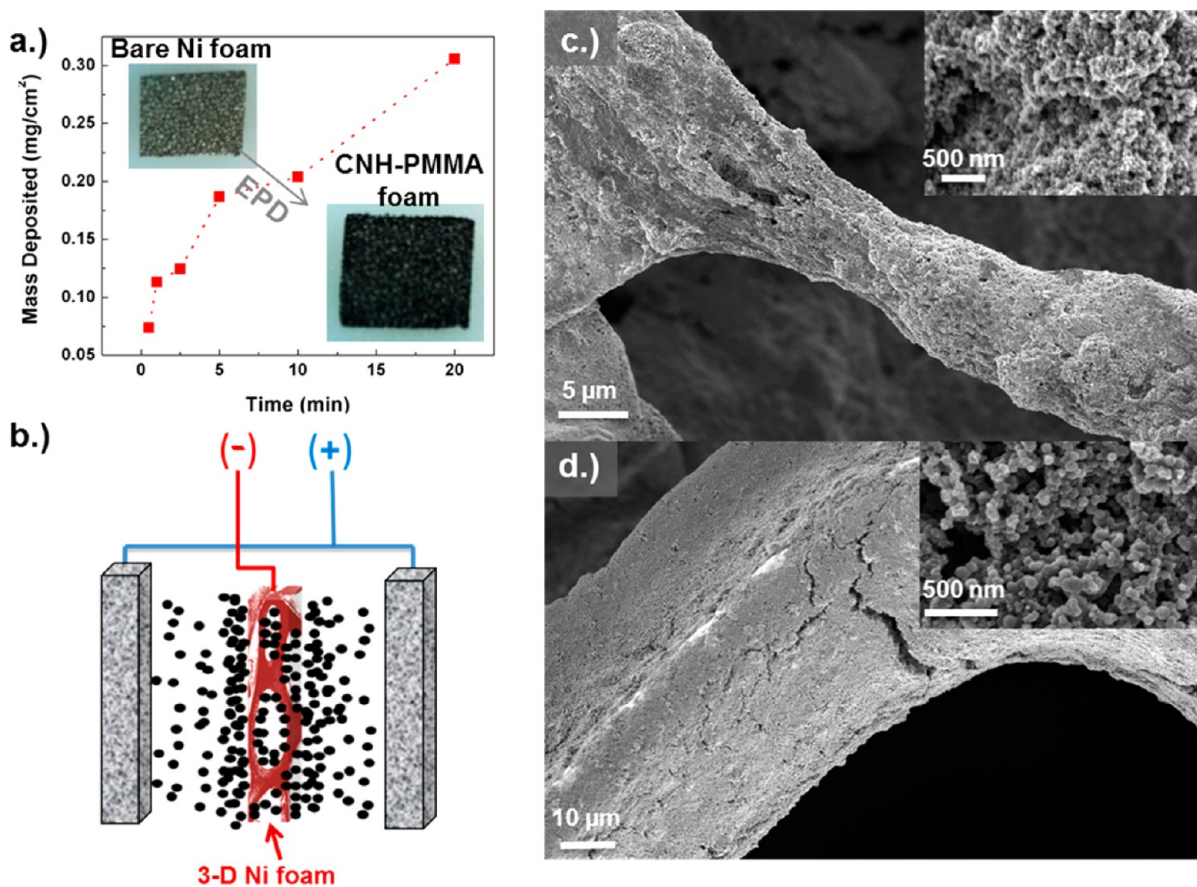 a.)
Bare Ni foam
EPD
CNH-PMMA
foam
Mass Deposited (mg/cm²)
0.30
0.25
0.20
0.15
0.10
0.05
0
5
10
15
20
Time (min)
b.)
(-)
(+)
3-D Ni foam
c.)
500 nm
5 µm
d.)
500 nm
10 µm